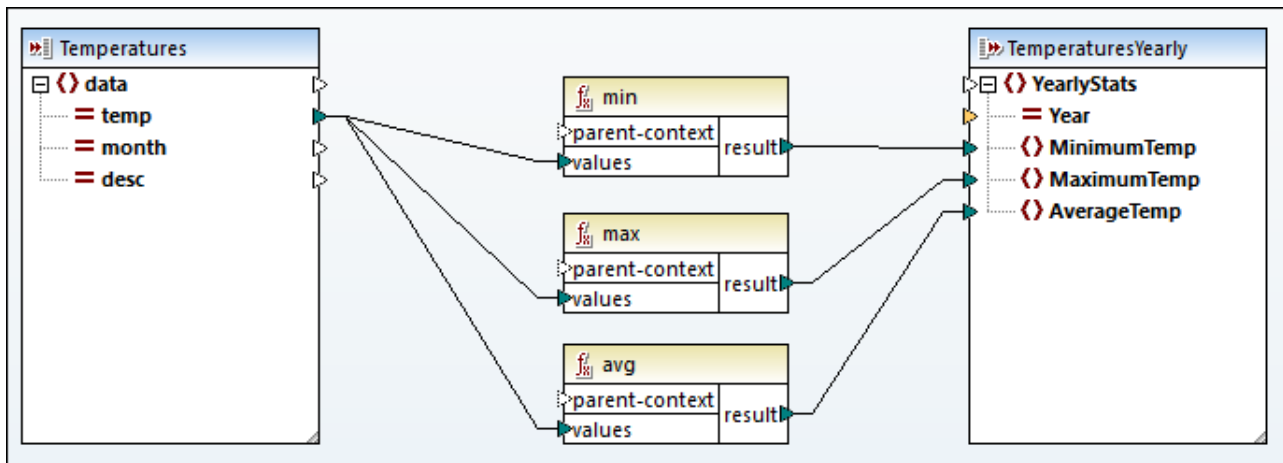 Temperatures
data
temp
month
desc
min
parent-context
values
result
max
parent-context
values
result
avg
parent-context
values
result
TemperaturesYearly
YearlyStats
Year
MinimumTemp
MaximumTemp
AverageTemp